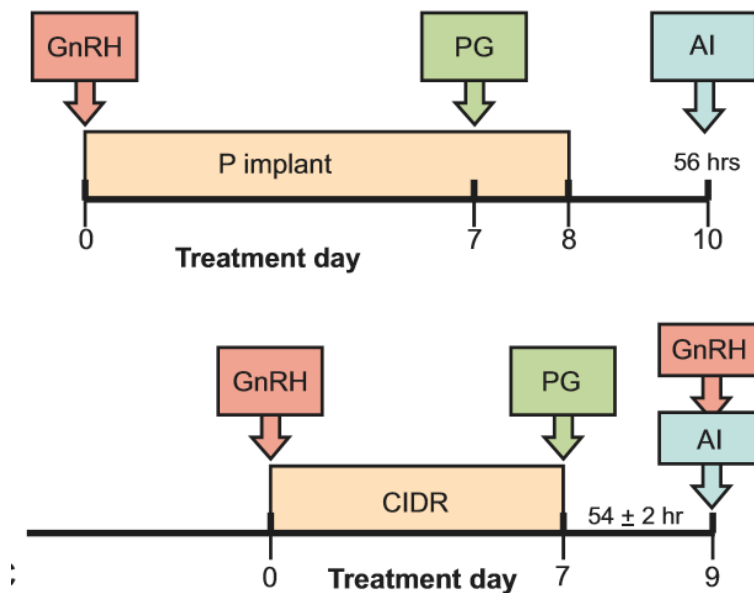 GnRH PG AI
P implant 56 hrs
0 7 8 10
Treatment day
GnRH
GnRH PG
AI
CIDR 54 ± 2 hr
0 Treatment day 7 9